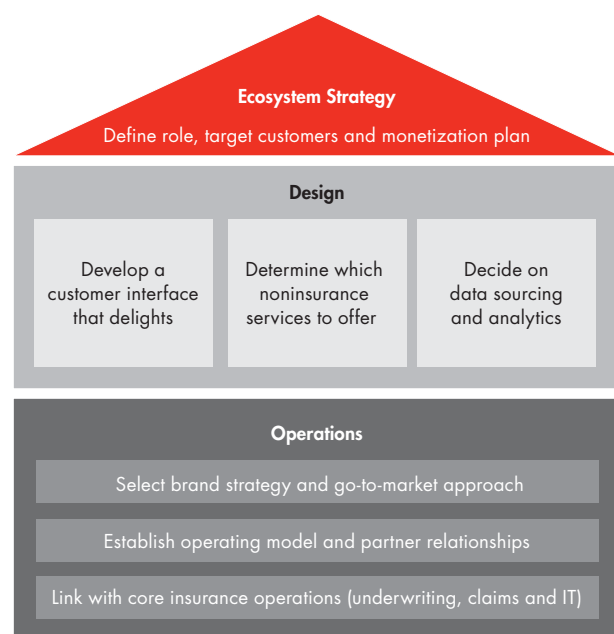 Ecosystem Strategy
Define role, target customers and monetization plan
Design
Develop a
customer interface
that delights
Determine which
noninsurance
services to offer
Decide on
data sourcing
and analytics
Operations
Select brand strategy and go-to-market approach
Establish operating model and partner relationships
Link with core insurance operations (underwriting, claims and IT)